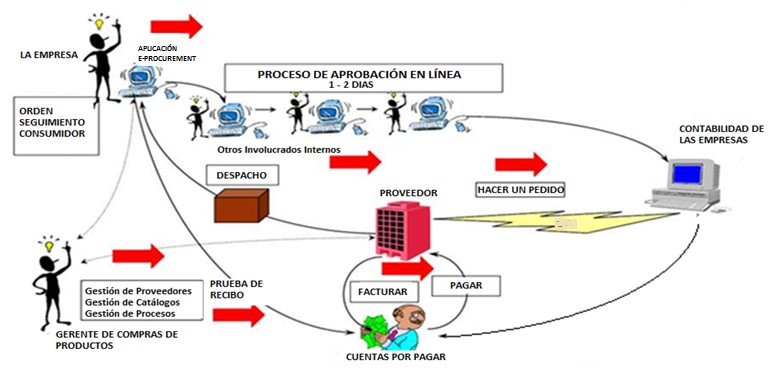 LA EMPRESA
APLICACIÓN
E-PROCUREMENT
ORDEN
SEGUIMIENTO
CONSUMIDOR
PROCESO DE APROBACIÓN EN LÍNEA
1 - 2 DIAS
Otros Involucrados Internos
CONTABILIDAD DE
LAS EMPRESAS
DESPACHO
PROVEEDOR
HACER UN PEDIDO
Gestión de Proveedores
Gestión de Catálogos
Gestión de Procesos
GERENTE DE COMPRAS DE
PRODUCTOS
PRUEBA DE
RECIBO
FACTURAR
PAGAR
CUENTAS POR PAGAR